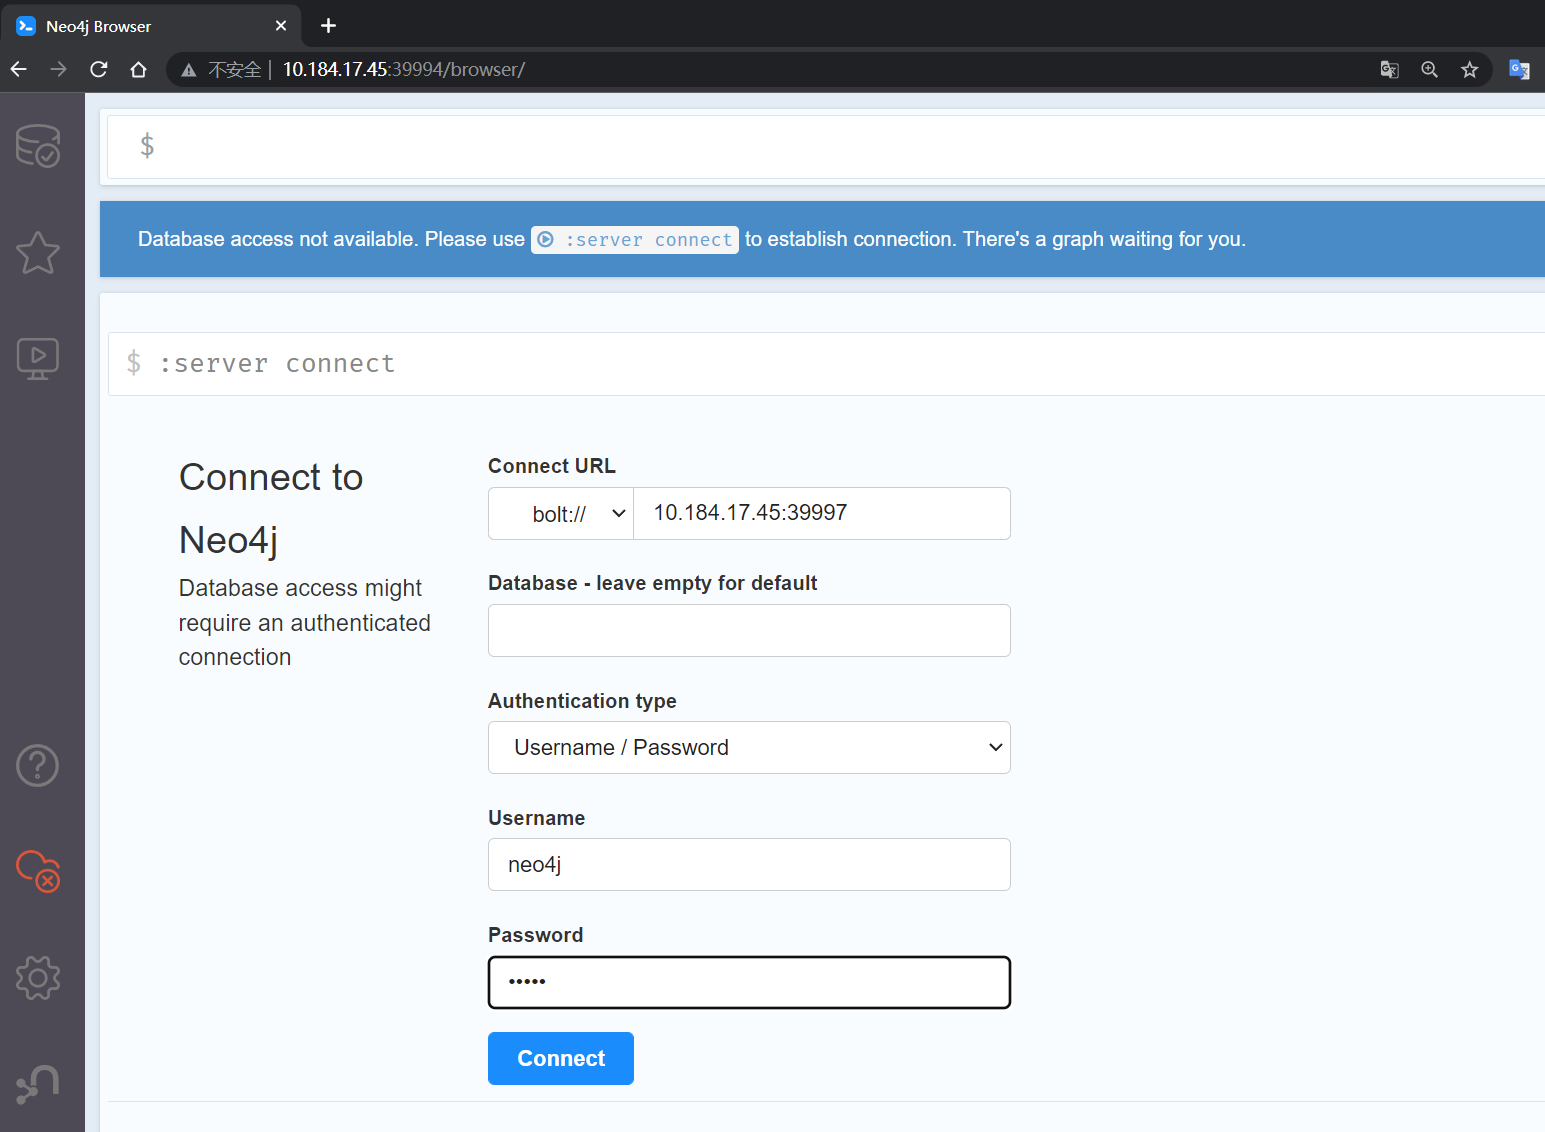 Neo4j Browser
不安全 | 10.184.17.45:39994/browser/
$
Database access not available. Please use :server connect to establish connection. There's a graph waiting for you.
$ :server connect
Connect to
Neo4j
Database access might
require an authenticated
connection
Connect URL
bolt:// 10.184.17.45:39997
Database - leave empty for default
Authentication type
Username / Password
Username
neo4j
Password
•••••
Connect